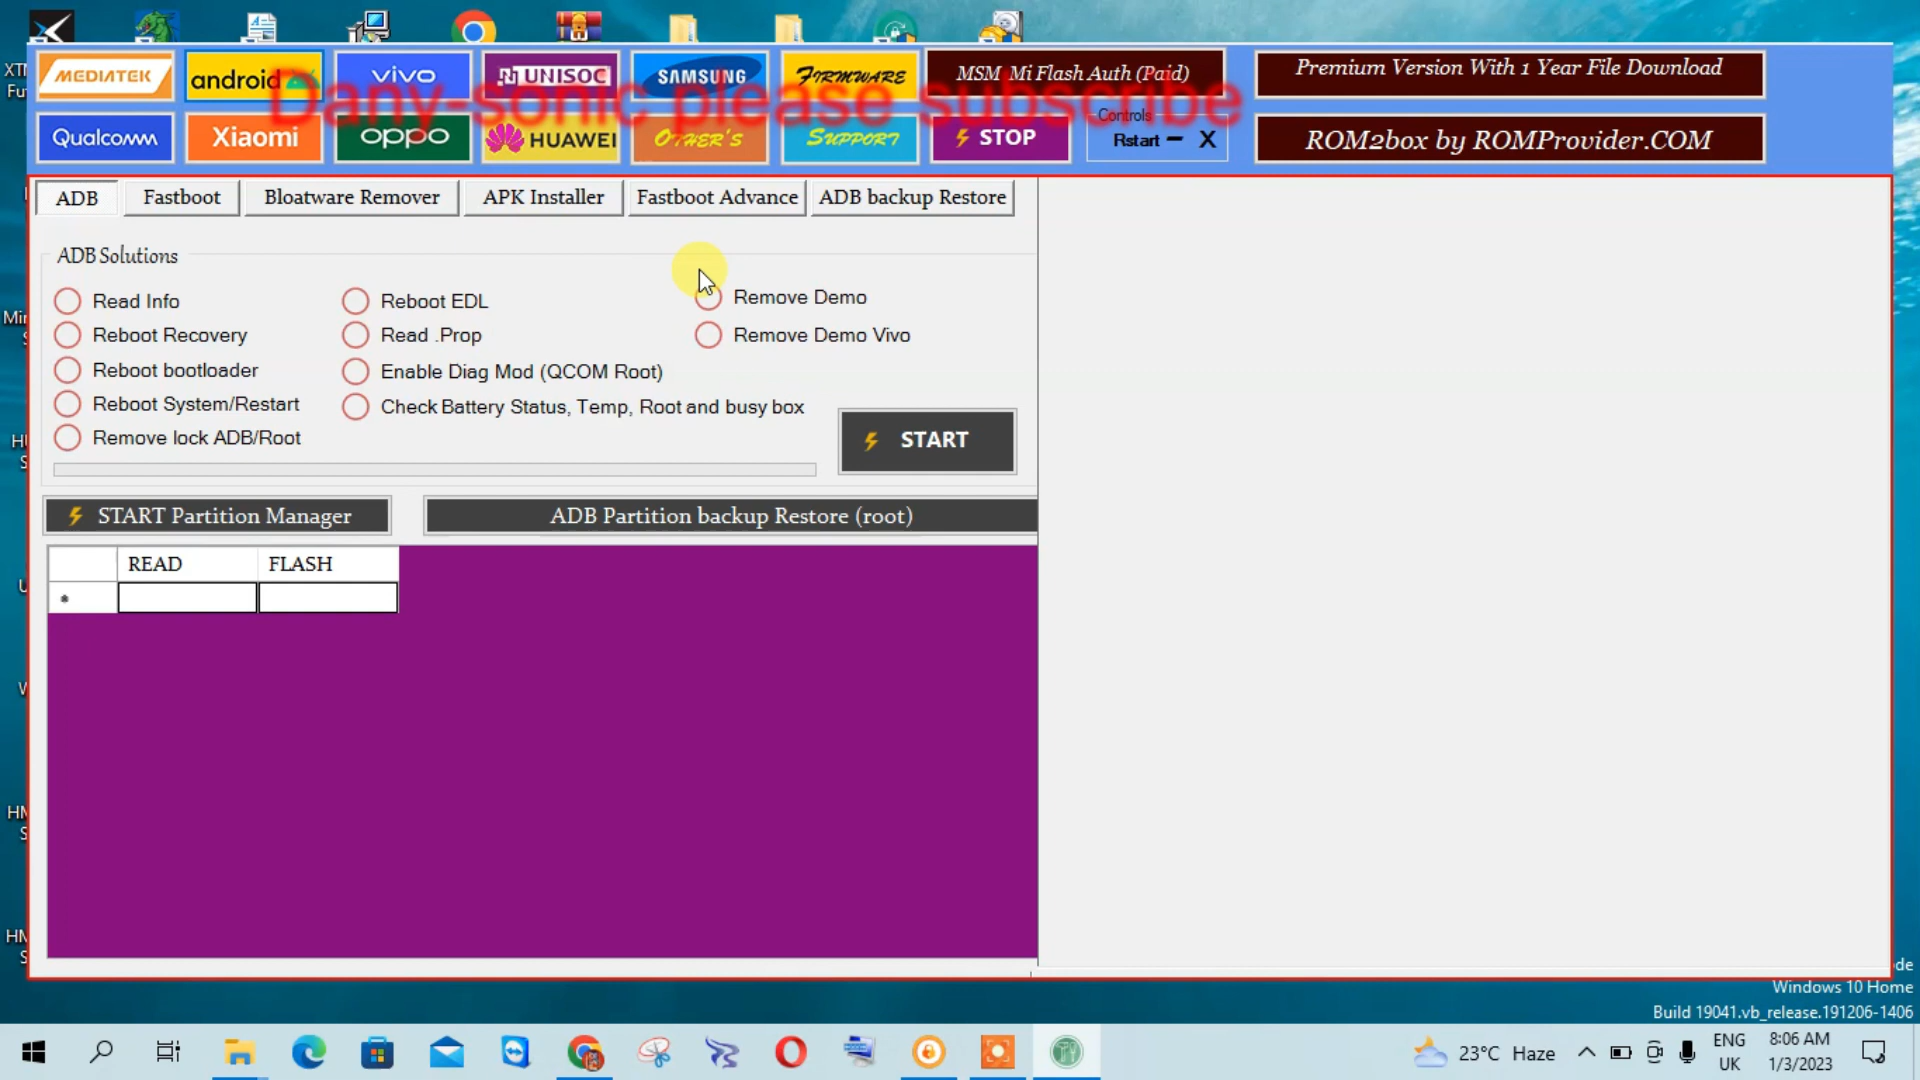 MEDIATEK
android
vivo
UNISOC
SAMSUNG
FIRMWARE
MSM Mi Flash Auth (Paid)
Premium Version With 1 Year File Download
Dany-sonic please subscribe
Qualcomm
Xiaomi
oppo
HUAWEI
OTHER'S
SUPPORT
STOP
Controls
Rstart
X
ROM2box by ROMProvider.COM
ADB
Fastboot
Bloatware Remover
APK Installer
Fastboot Advance
ADB backup Restore
ADB Solutions
Read Info
Reboot EDL
Remove Demo
Reboot Recovery
Read .Prop
Remove Demo Vivo
Reboot bootloader
Enable Diag Mod (QCOM Root)
Reboot System/Restart
Check Battery Status, Temp, Root and busy box
Remove lock ADB/Root
START
START Partition Manager
ADB Partition backup Restore (root)
READ
FLASH
Windows 10 Home
Build 19041.vb_release.191206-1406
23°C Haze
ENG
UK
8:06 AM
1/3/2023